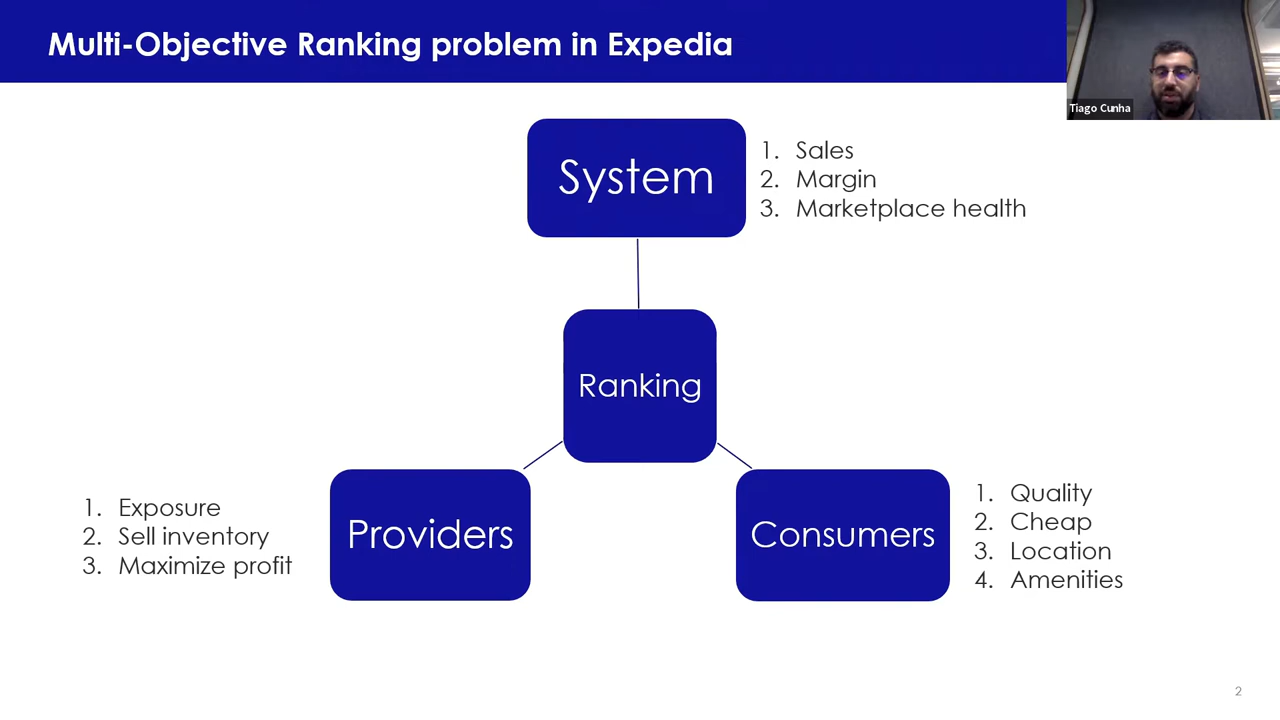 Multi-Objective Ranking problem in Expedia
Tiago Cunha
System
1. Sales
2. Margin
3. Marketplace health
Ranking
1. Exposure
2. Sell inventory
3. Maximize profit
Providers
Consumers
1. Quality
2. Cheap
3. Location
4. Amenities
2